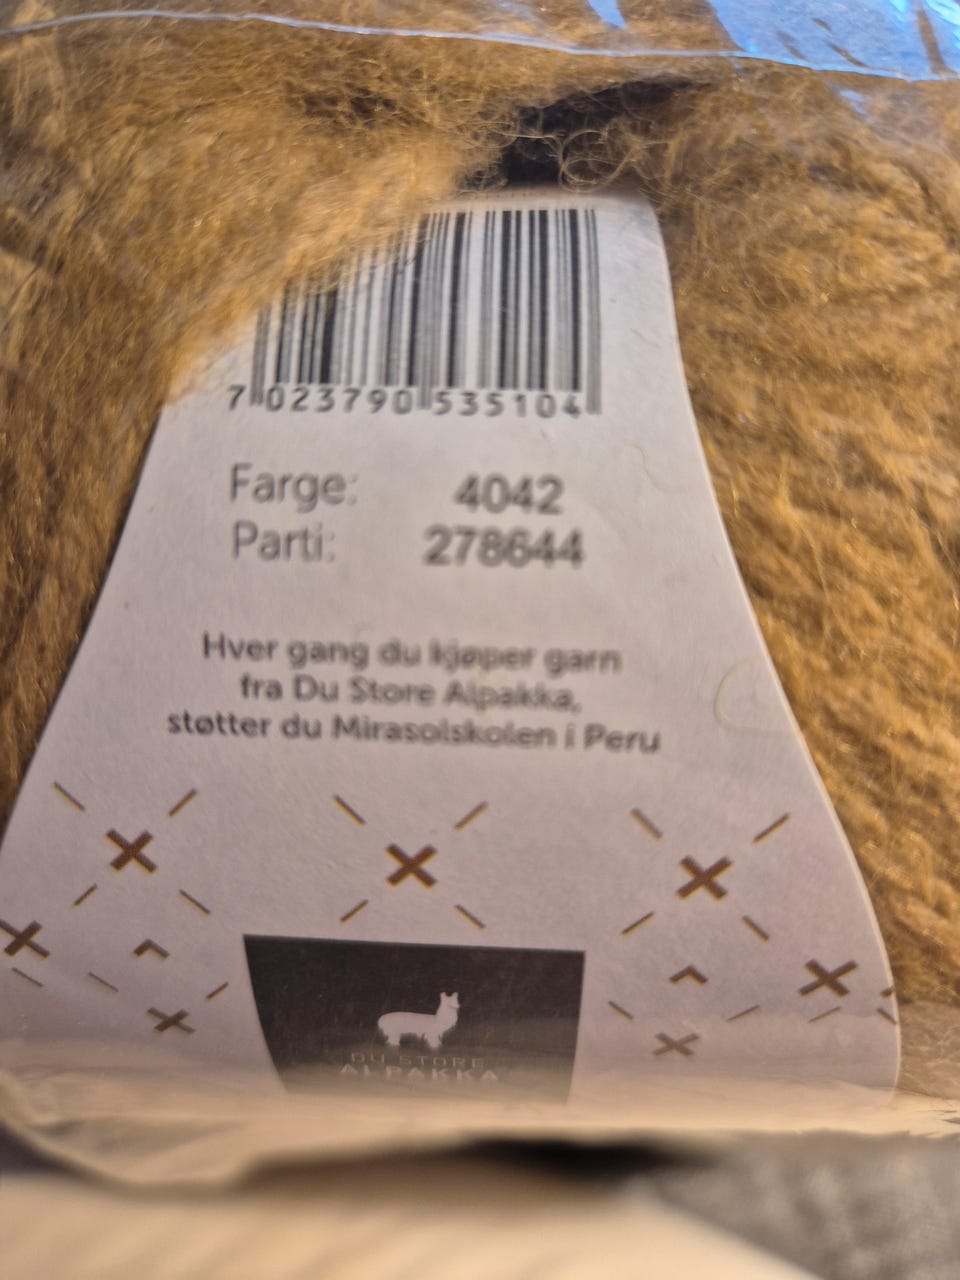 7 023790 535104
Farge: 4042
Parti: 278644
Hver gang du kjøper garn
fra Du Store Alpakka,
støtter du Mirasolskolen i Peru
DU STORE
ALPAKKA